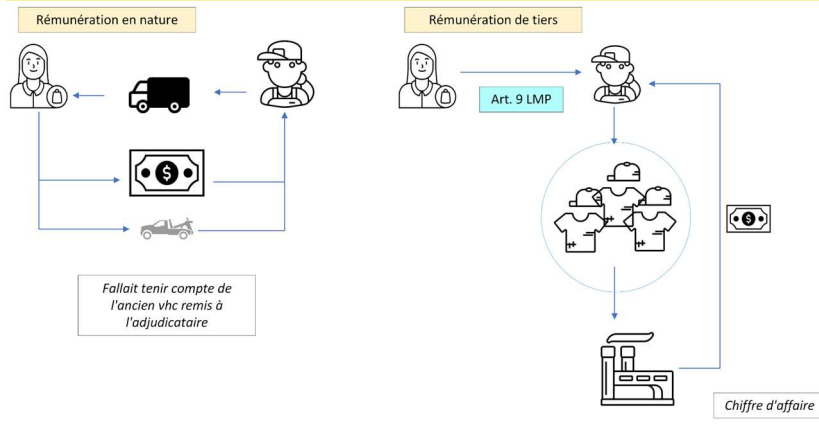 Rémunération en nature
Rémunération de tiers
Art. 9 LMP
Fallait tenir compte de
l'ancien vhc remis à
l'adjudicataire
Chiffre d'affaire